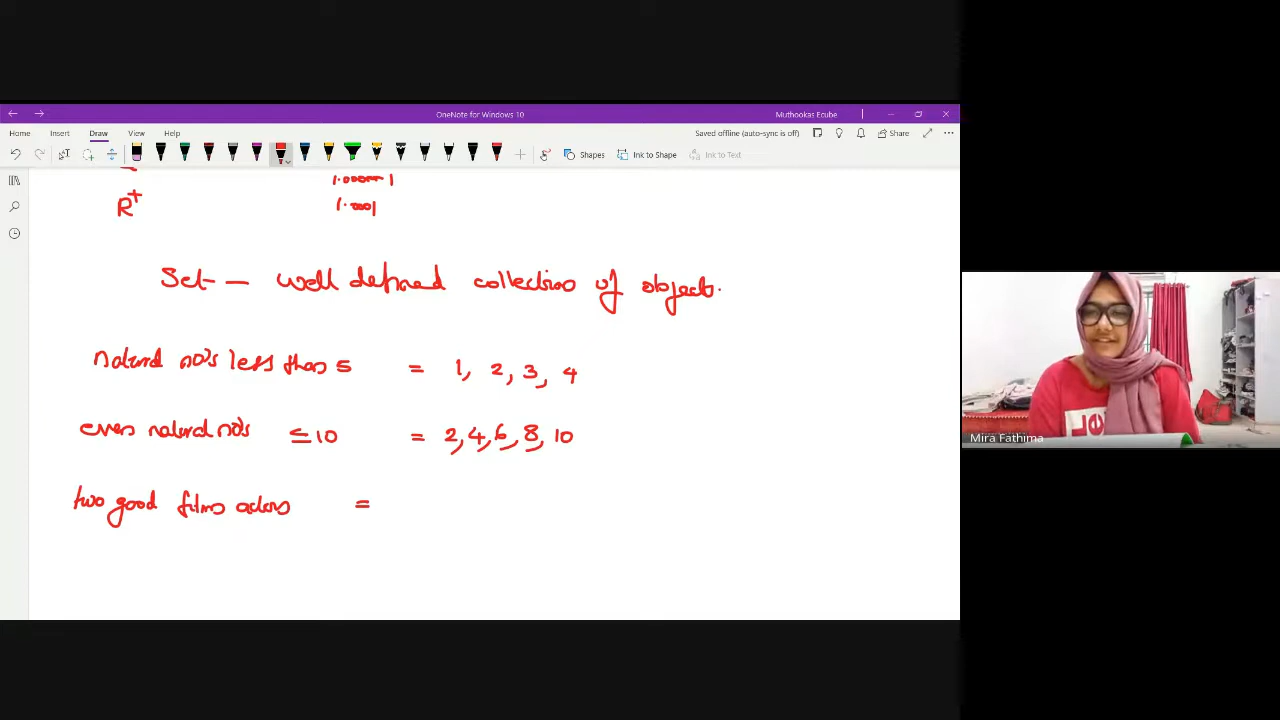 OneNote for Windows 10
Muthookas Ecube
Home Insert Draw View Help
Saved offline (auto-sync is off)
Share
Shapes
Ink to Shape
Ink to Text
R+
1.0001
Set — well defined collection of objects.
natural no's less than 5 = 1, 2, 3, 4
even natural no's ≤ 10 = 2, 4, 6, 8, 10
two good films actors =
Mira Fathima